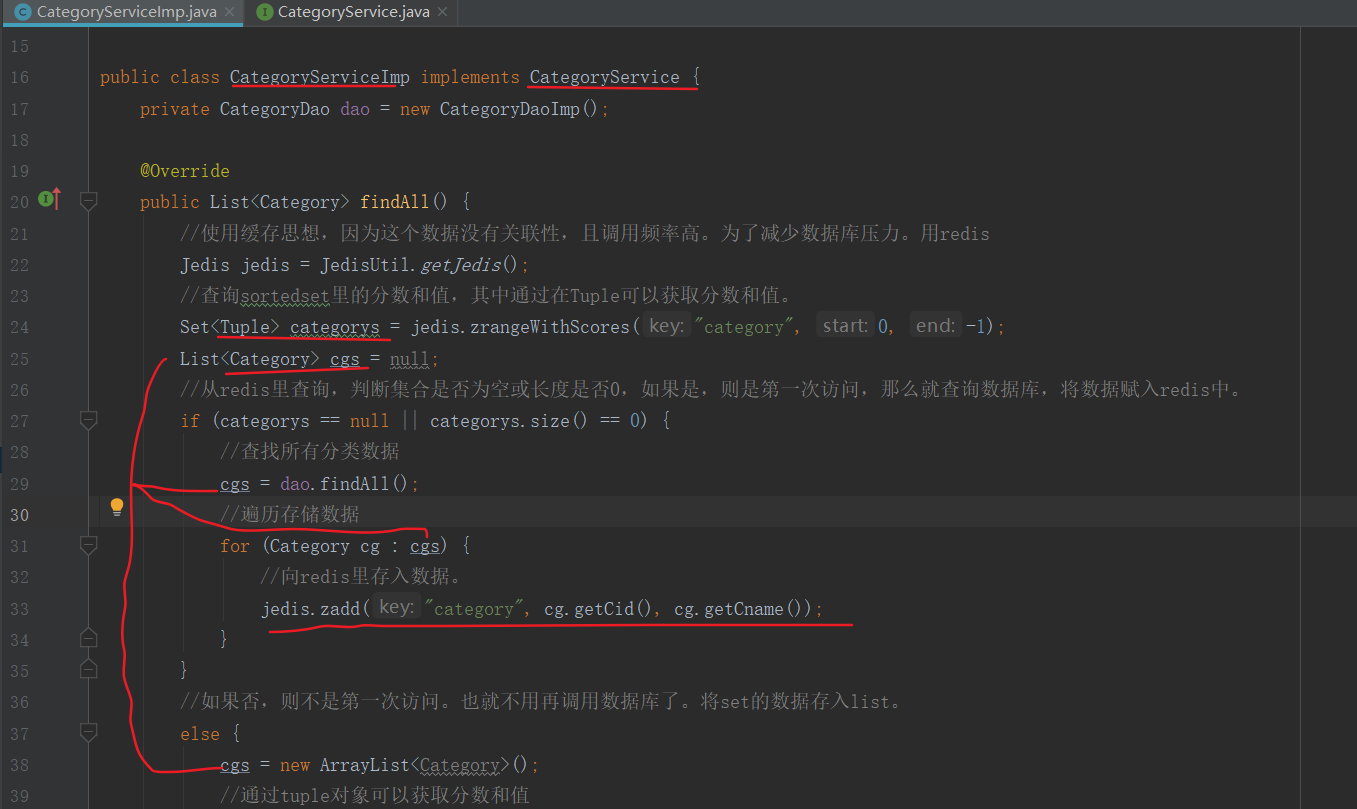 CategoryServiceImp.java × CategoryService.java ×
15
16 public class CategoryServiceImp implements CategoryService {
17 private CategoryDao dao = new CategoryDaoImp();
18
19 @Override
20 public List<Category> findAll() {
21 //使用缓存思想，因为这个数据没有关联性，且调用频率高。为了减少数据库压力。用redis
22 Jedis jedis = JedisUtil.getJedis();
23 //查询sortedset里的分数和值，其中通过在Tuple可以获取分数和值。
24 Set<Tuple> categorys = jedis.zrangeWithScores( key: "category", start: 0, end: -1);
25 List<Category> cgs = null;
26 //从redis里查询，判断集合是否为空或长度是否0，如果是，则是第一次访问，那么就查询数据库，将数据赋入redis中。
27 if (categorys == null || categorys.size() == 0) {
28 //查找所有分类数据
29 cgs = dao.findAll();
30 //遍历存储数据
31 for (Category cg : cgs) {
32 //向redis里存入数据。
33 jedis.zadd( key: "category", cg.getCid(), cg.getCname());
34 }
35 }
36 //如果否，则不是第一次访问。也就不用再调用数据库了。将set的数据存入list。
37 else {
38 cgs = new ArrayList<Category>();
39 //通过tuple对象可以获取分数和值